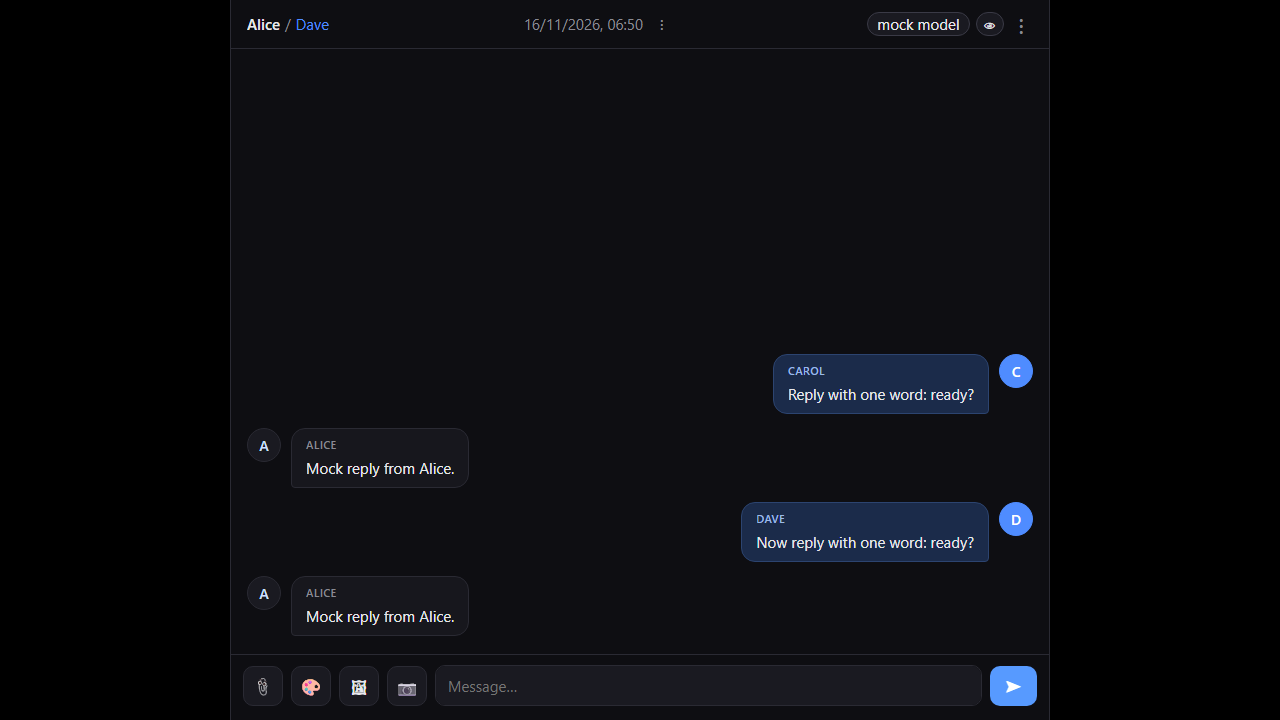 Alice / Dave
16/11/2026, 06:50
mock model
C
CAROL
Reply with one word: ready?
A
ALICE
Mock reply from Alice.
D
DAVE
Now reply with one word: ready?
A
ALICE
Mock reply from Alice.
Message...